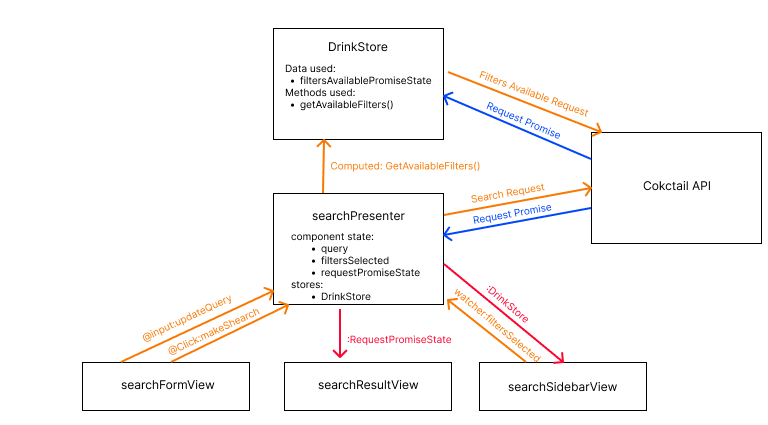 DrinkStore
Data used:
• filtersAvailablePromiseState
Methods used:
• getAvailableFilters()
Filters Available Request
Request Promise
Computed: GetAvailableFilters()
Cokctail API
Search Request
Request Promise
searchPresenter
component state:
• query
• filtersSelected
• requestPromiseState
stores:
• DrinkStore
@input:updateQuery
@Click:makeShearch
:RequestPromiseState
:DrinkStore
watcher:filtersSelected
searchFormView
searchResultView
searchSidebarView